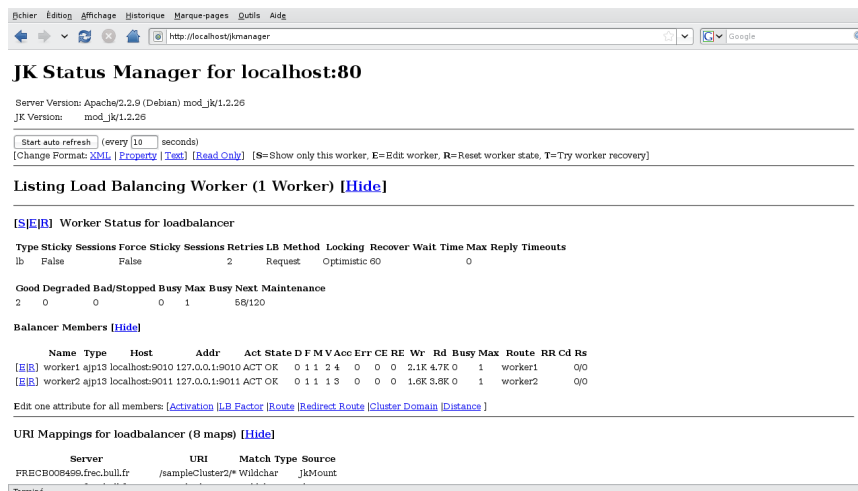 Fichier Édition Affichage Historique Marque-pages Outils Aide
http://localhost/jkmanager Google
JK Status Manager for localhost:80
Server Version: Apache/2.2.9 (Debian) mod_jk/1.2.26
JK Version: mod_jk/1.2.26
Start auto refresh (every 10 seconds)
[Change Format: XML | Property | Text] [Read Only] [S=Show only this worker, E=Edit worker, R=Reset worker state, T=Try worker recovery]
Listing Load Balancing Worker (1 Worker) [Hide]
[S|E|R] Worker Status for loadbalancer
Type Sticky Sessions Force Sticky Sessions Retries LB Method Locking Recover Wait Time Max Reply Timeouts
lb False False 2 Request Optimistic 60 0
Good Degraded Bad/Stopped Busy Max Busy Next Maintenance
2 0 0 0 1 58/120
Balancer Members [Hide]
Name Type Host Addr Act State D F M V Acc Err CE RE Wr Rd Busy Max Route RR Cd Rs
[E|R] worker1 ajp13 localhost:9010 127.0.0.1:9010 ACT OK 0 1 1 2 4 0 0 0 2.1K 4.7K 0 1 worker1 0/0
[E|R] worker2 ajp13 localhost:9011 127.0.0.1:9011 ACT OK 0 1 1 1 3 0 0 0 1.6K 3.8K 0 1 worker2 0/0
Edit one attribute for all members: [Activation |LB Factor |Route |Redirect Route |Cluster Domain |Distance ]
URI Mappings for loadbalancer (8 maps) [Hide]
Server URI Match Type Source
FRECB008499.frec.bull.fr /sampleCluster2/* Wildchar JkMount